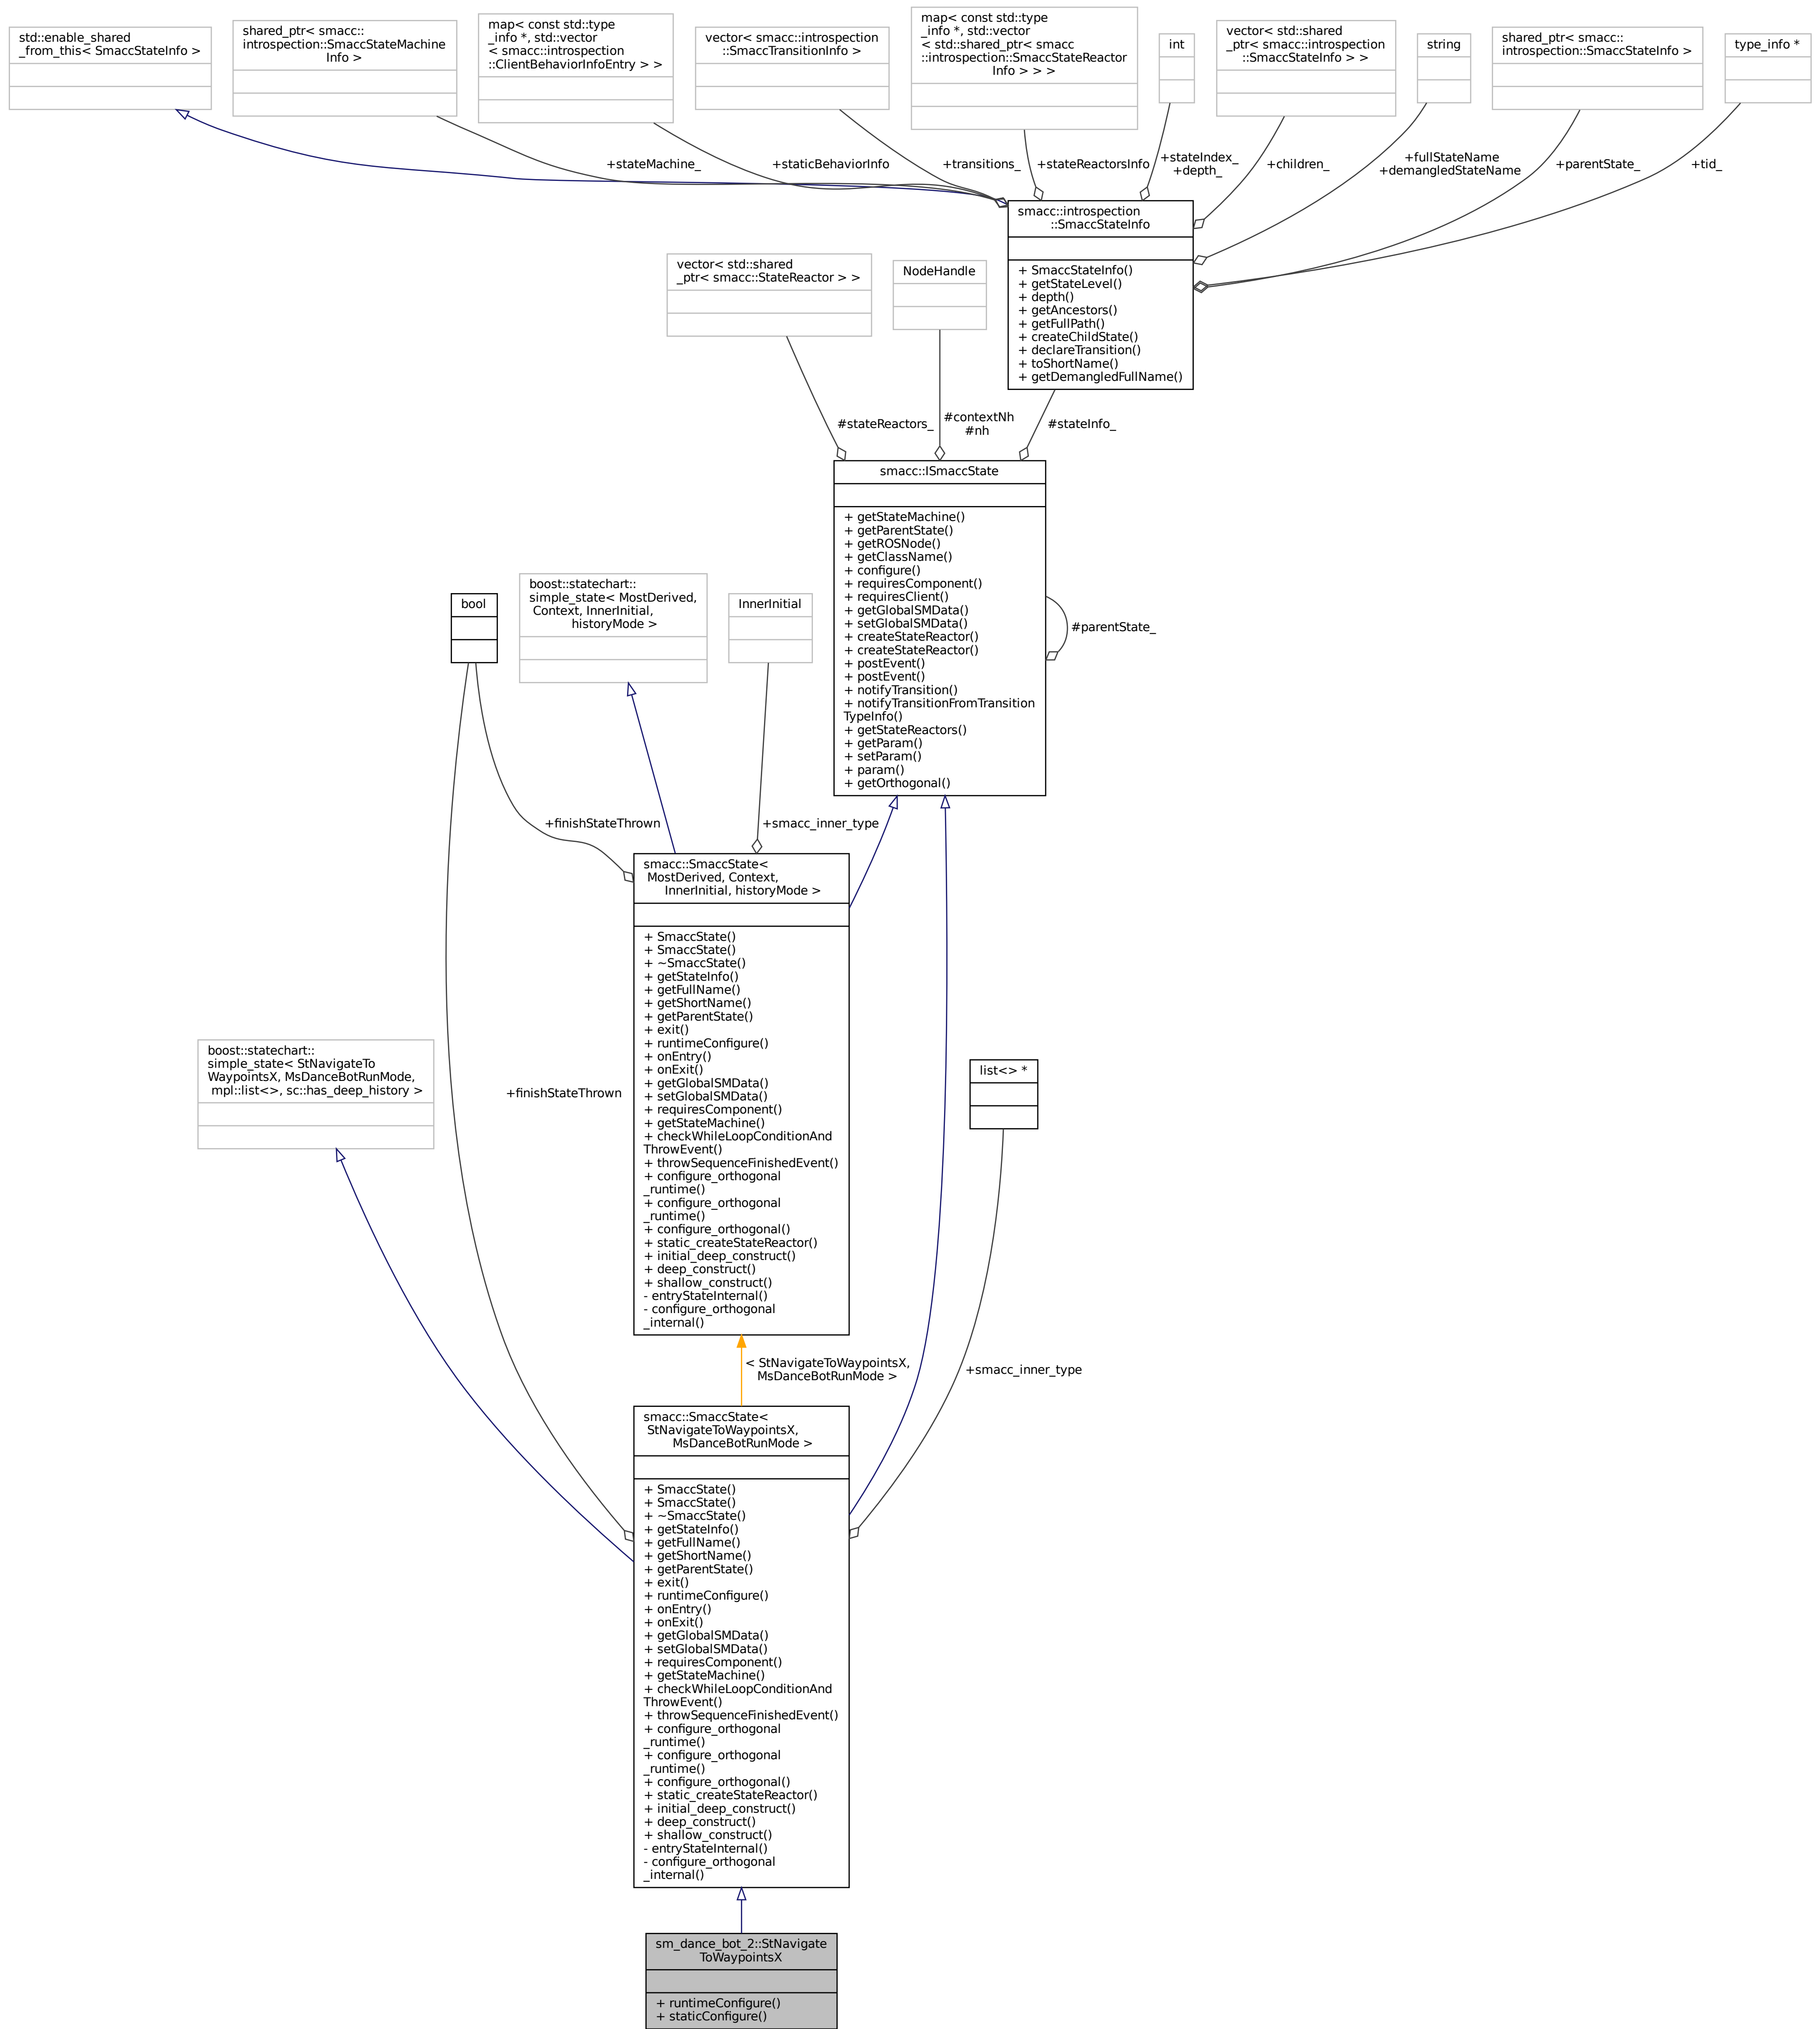 std::enable_shared
_from_this< SmaccStateInfo >
shared_ptr< smacc::
introspection::SmaccStateMachine
Info >
map< const std::type
_info *, std::vector
< smacc::introspection
::ClientBehaviorInfoEntry > >
vector< smacc::introspection
::SmaccTransitionInfo >
map< const std::type
_info *, std::vector
< std::shared_ptr< smacc
::introspection::SmaccStateReactor
Info > > >
int
vector< std::shared
_ptr< smacc::introspection
::SmaccStateInfo > >
string
shared_ptr< smacc::
introspection::SmaccStateInfo >
type_info *
+stateMachine_
+staticBehaviorInfo
+transitions_
+stateReactorsInfo
+stateIndex_
+depth_
+children_
+fullStateName
+demangledStateName
+parentState_
+tid_
smacc::introspection
::SmaccStateInfo
+ SmaccStateInfo()
+ getStateLevel()
+ depth()
+ getAncestors()
+ getFullPath()
+ createChildState()
+ declareTransition()
+ toShortName()
+ getDemangledFullName()
vector< std::shared
_ptr< smacc::StateReactor > >
NodeHandle
#stateReactors_
#contextNh
#nh
#stateInfo_
smacc::ISmaccState
+ getStateMachine()
+ getParentState()
+ getROSNode()
+ getClassName()
+ configure()
+ requiresComponent()
+ requiresClient()
+ getGlobalSMData()
+ setGlobalSMData()
+ createStateReactor()
+ createStateReactor()
+ postEvent()
+ postEvent()
+ notifyTransition()
+ notifyTransitionFromTransition
TypeInfo()
+ getStateReactors()
+ getParam()
+ setParam()
+ param()
+ getOrthogonal()
#parentState_
bool
boost::statechart::
simple_state< MostDerived,
Context, InnerInitial,
historyMode >
InnerInitial
+finishStateThrown
+smacc_inner_type
smacc::SmaccState<
MostDerived, Context,
InnerInitial, historyMode >
+ SmaccState()
+ SmaccState()
+ ~SmaccState()
+ getStateInfo()
+ getFullName()
+ getShortName()
+ getParentState()
+ exit()
+ runtimeConfigure()
+ onEntry()
+ onExit()
+ getGlobalSMData()
+ setGlobalSMData()
+ requiresComponent()
+ getStateMachine()
+ checkWhileLoopConditionAnd
ThrowEvent()
+ throwSequenceFinishedEvent()
+ configure_orthogonal
_runtime()
+ configure_orthogonal
_runtime()
+ configure_orthogonal()
+ static_createStateReactor()
+ initial_deep_construct()
+ deep_construct()
+ shallow_construct()
- entryStateInternal()
- configure_orthogonal
_internal()
boost::statechart::
simple_state< StNavigateTo
WaypointsX, MsDanceBotRunMode,
mpl::list<>, sc::has_deep_history >
+finishStateThrown
list<> *
< StNavigateToWaypointsX,
MsDanceBotRunMode >
+smacc_inner_type
smacc::SmaccState<
StNavigateToWaypointsX,
MsDanceBotRunMode >
+ SmaccState()
+ SmaccState()
+ ~SmaccState()
+ getStateInfo()
+ getFullName()
+ getShortName()
+ getParentState()
+ exit()
+ runtimeConfigure()
+ onEntry()
+ onExit()
+ getGlobalSMData()
+ setGlobalSMData()
+ requiresComponent()
+ getStateMachine()
+ checkWhileLoopConditionAnd
ThrowEvent()
+ throwSequenceFinishedEvent()
+ configure_orthogonal
_runtime()
+ configure_orthogonal
_runtime()
+ configure_orthogonal()
+ static_createStateReactor()
+ initial_deep_construct()
+ deep_construct()
+ shallow_construct()
- entryStateInternal()
- configure_orthogonal
_internal()
sm_dance_bot_2::StNavigate
ToWaypointsX
+ runtimeConfigure()
+ staticConfigure()